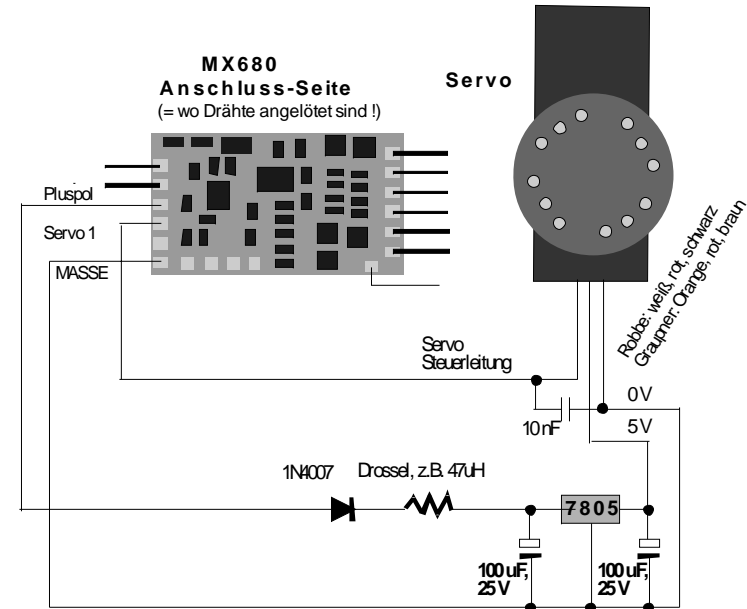 MX680
Anschluss-Seite
(= wo Drähte angelötet sind !)
Servo
Pluspol
Servo 1
MASSE
Robbe: weiß, rot, schwarz
Graupner: Orange, rot, braun
Servo
Steuerleitung
0V
10nF
5V
1N4007
Drossel, z.B. 47uH
7805
100uF,
25V
100uF,
25V